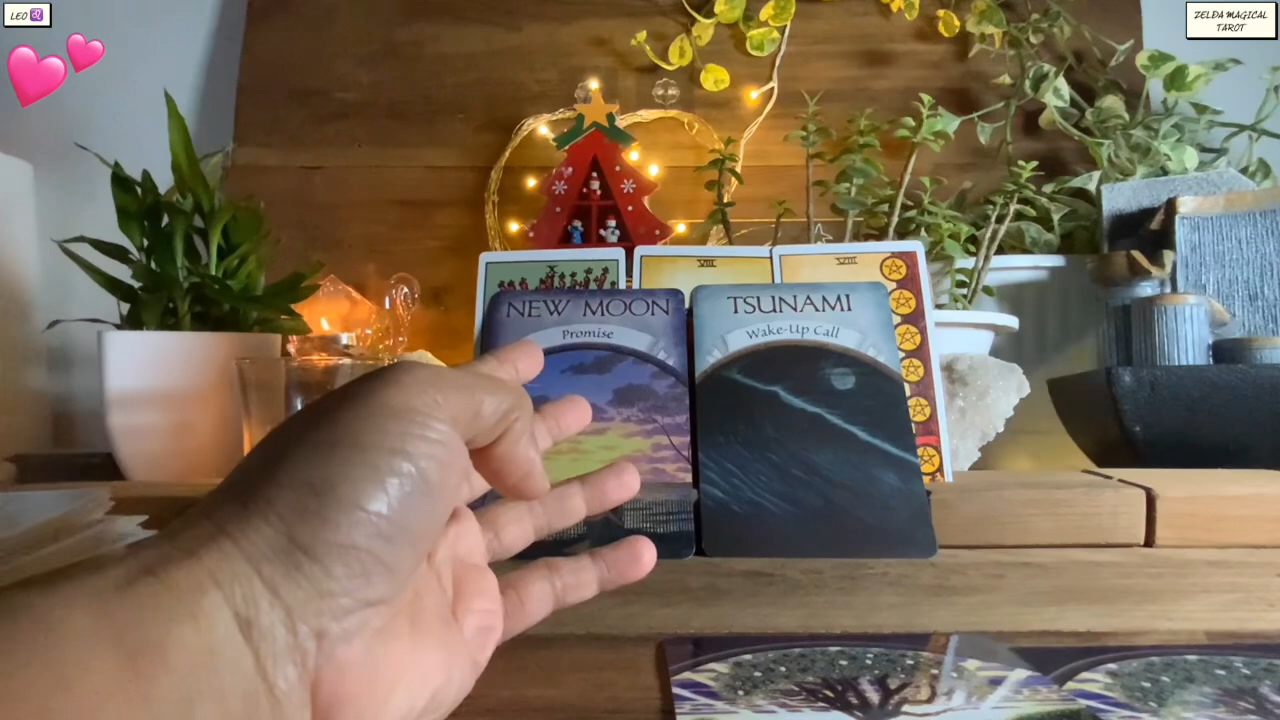 LEO ♌
ZELDA MAGICAL
TAROT
X
VIII
VIII
NEW MOON
Promise
TSUNAMI
Wake-Up Call